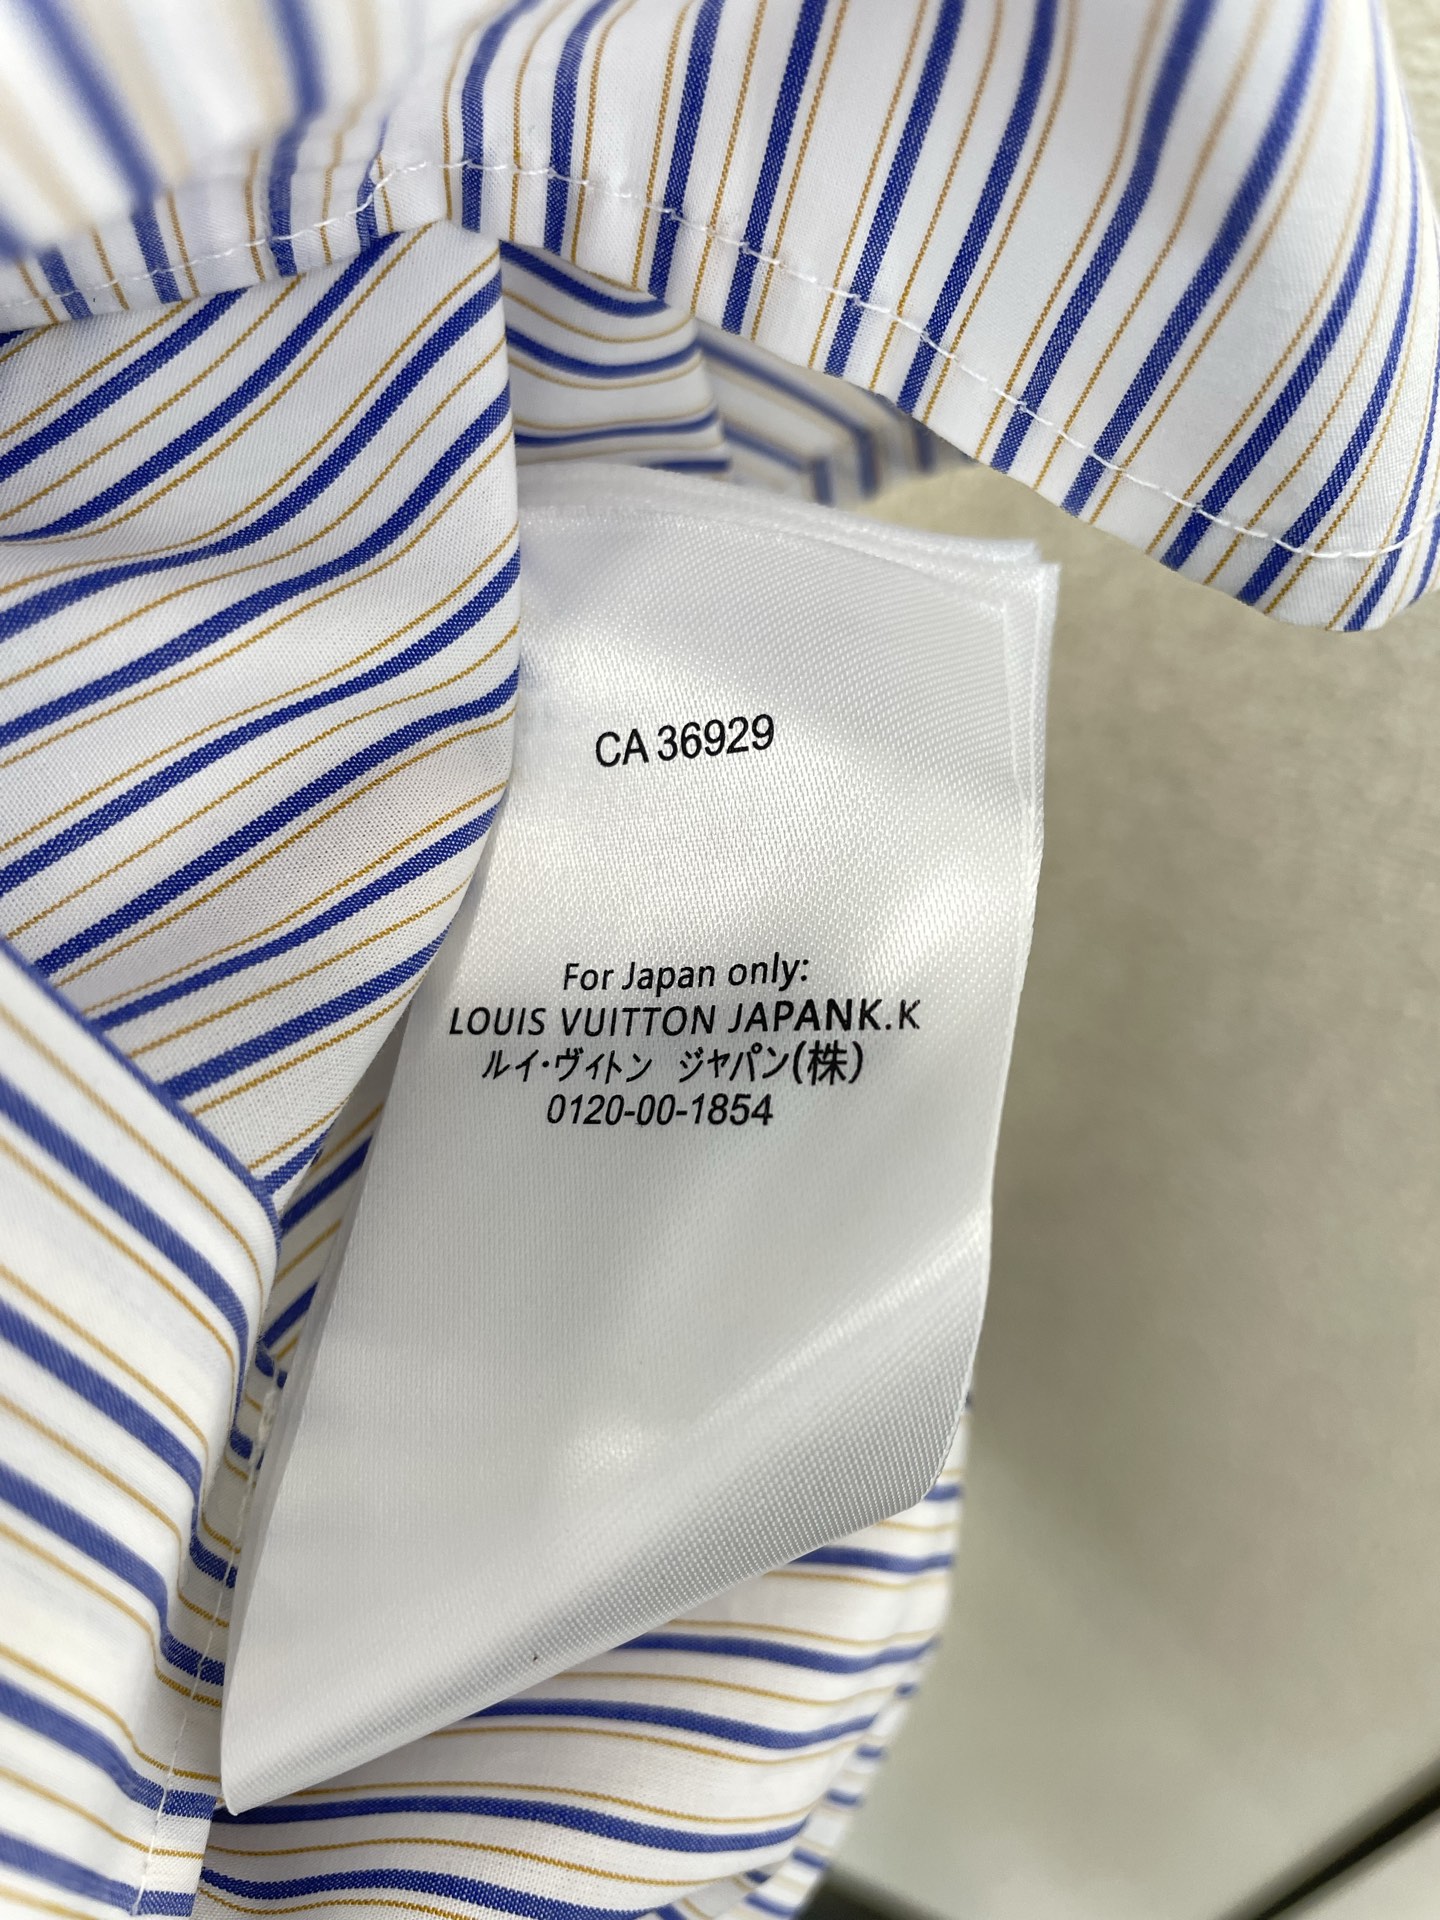 CA 36929
For Japan only:
LOUIS VUITTON JAPANK.K
ルイ・ヴィトン ジャパン(株)
0120-00-1854